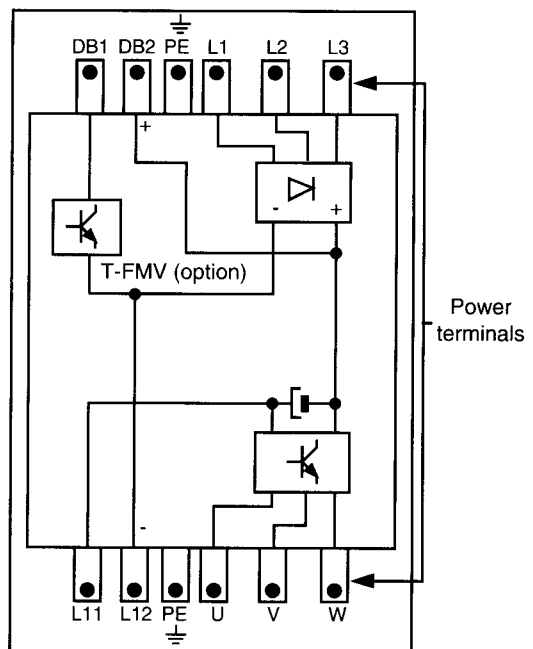 DB1 DB2 PE L1 L2 L3
+
- +
T-FMV (option)
Power
terminals
-
L11 L12 PE U V W